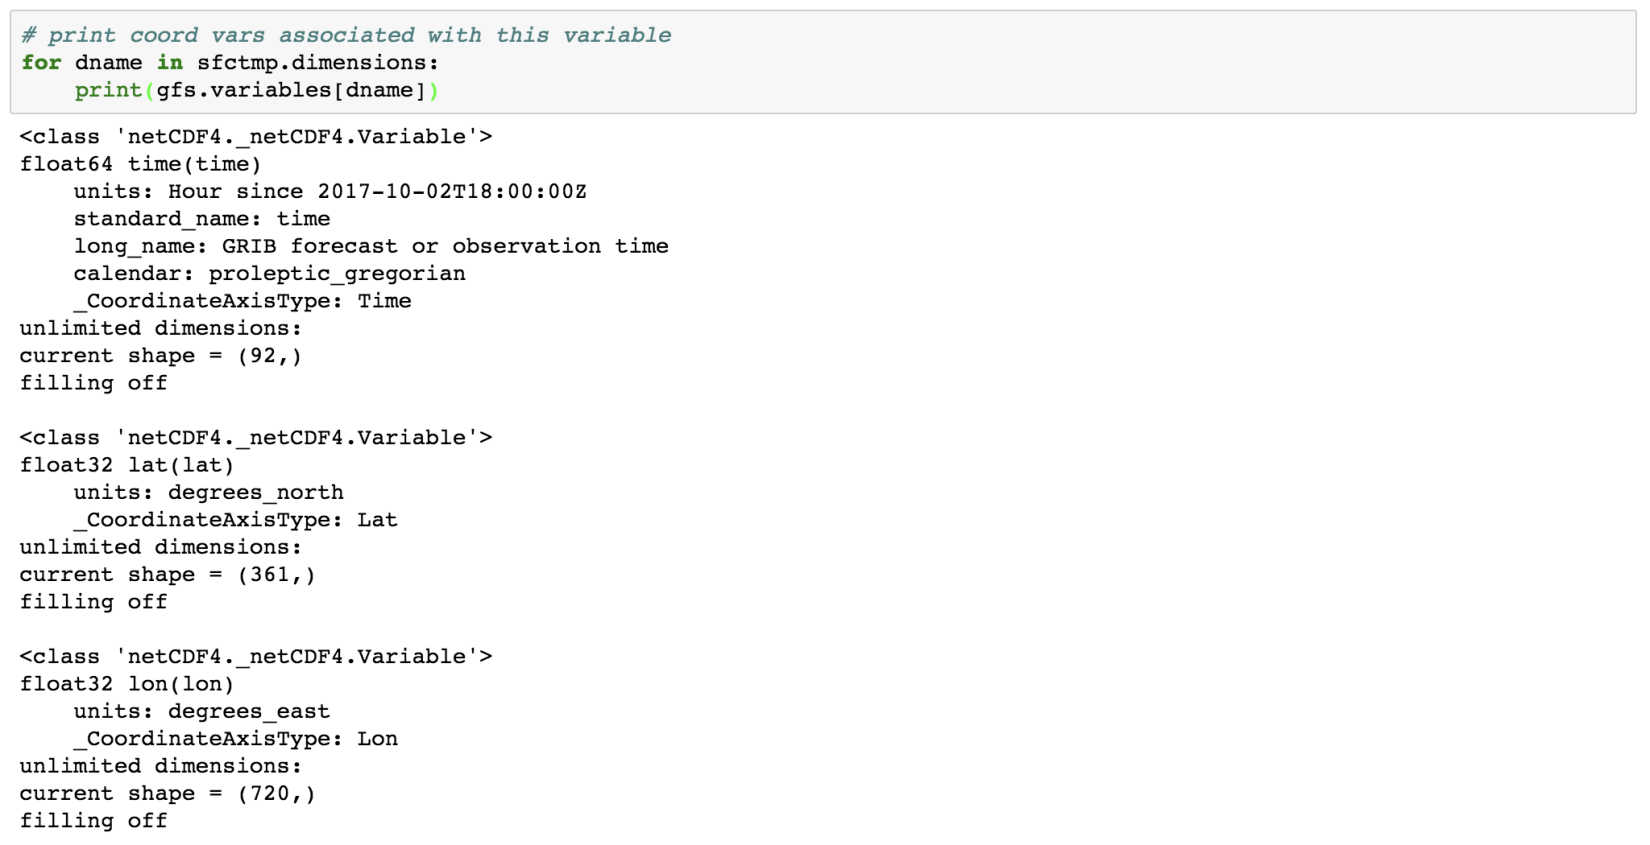 # print coord vars associated with this variable
for dname in sfctmp.dimensions:
    print(gfs.variables[dname])
<class 'netCDF4._netCDF4.Variable'>
float64 time(time)
    units: Hour since 2017-10-02T18:00:00Z
    standard_name: time
    long_name: GRIB forecast or observation time
    calendar: proleptic_gregorian
    _CoordinateAxisType: Time
unlimited dimensions:
current shape = (92,)
filling off

<class 'netCDF4._netCDF4.Variable'>
float32 lat(lat)
    units: degrees_north
    _CoordinateAxisType: Lat
unlimited dimensions:
current shape = (361,)
filling off

<class 'netCDF4._netCDF4.Variable'>
float32 lon(lon)
    units: degrees_east
    _CoordinateAxisType: Lon
unlimited dimensions:
current shape = (720,)
filling off